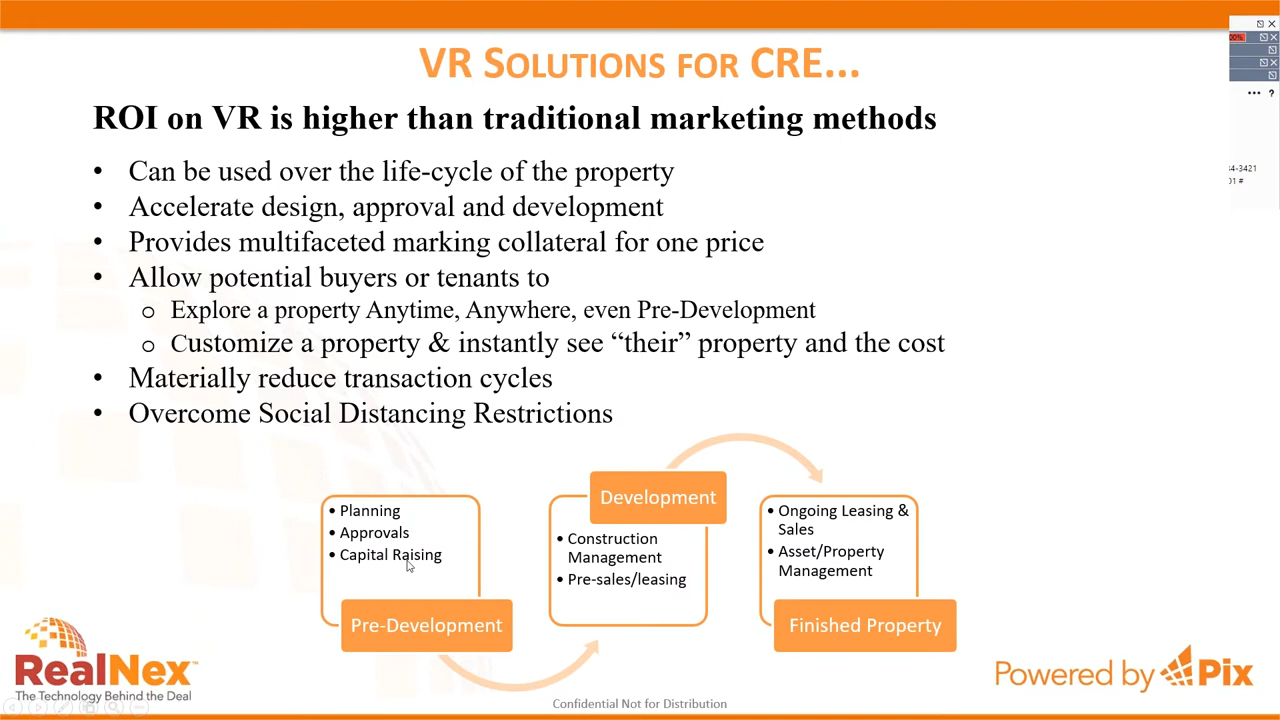 VR SOLUTIONS FOR CRE...
ROI on VR is higher than traditional marketing methods
• Can be used over the life-cycle of the property
• Accelerate design, approval and development
• Provides multifaceted marking collateral for one price
• Allow potential buyers or tenants to
o Explore a property Anytime, Anywhere, even Pre-Development
o Customize a property & instantly see “their” property and the cost
• Materially reduce transaction cycles
• Overcome Social Distancing Restrictions
• Planning
• Approvals
• Capital Raising
Pre-Development
Development
• Construction
Management
• Pre-sales/leasing
• Ongoing Leasing &
Sales
• Asset/Property
Management
Finished Property
RealNex™
The Technology Behind the Deal
Powered by Pix
Confidential Not for Distribution
00%
••• ?
4-3421
01 #